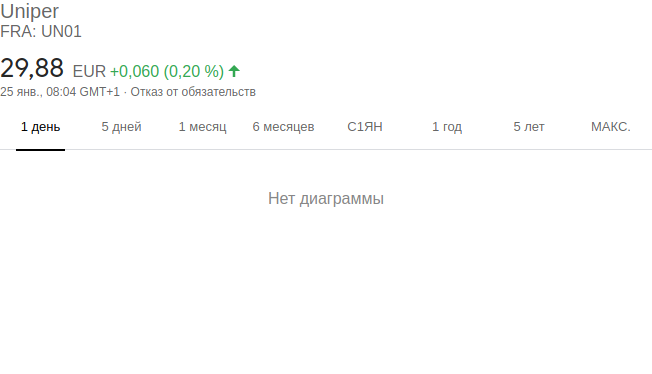 Uniper
FRA: UN01
29,88 EUR +0,060 (0,20 %)
25 янв., 08:04 GMT+1 · Отказ от обязательств
1 день 5 дней 1 месяц 6 месяцев С1ЯН 1 год 5 лет МАКС.
Нет диаграммы